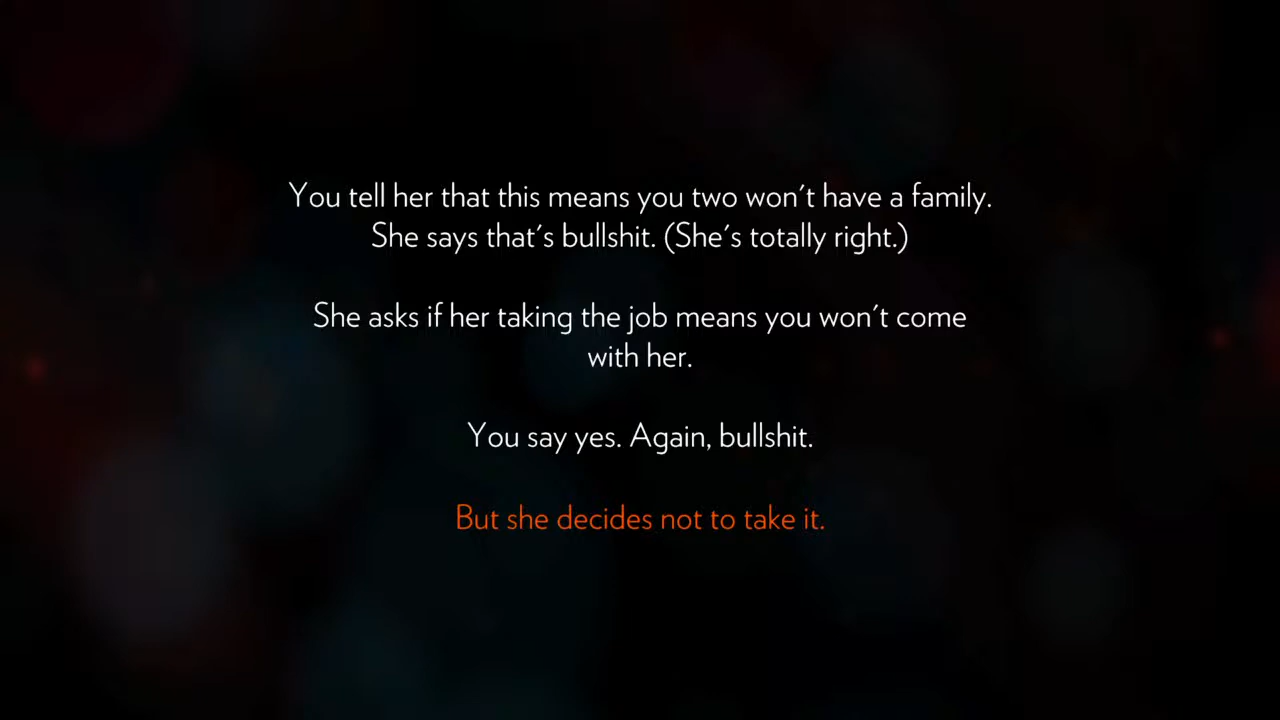 You tell her that this means you two won't have a family.
She says that's bullshit. (She's totally right.)
She asks if her taking the job means you won't come
with her.
You say yes. Again, bullshit.
But she decides not to take it.